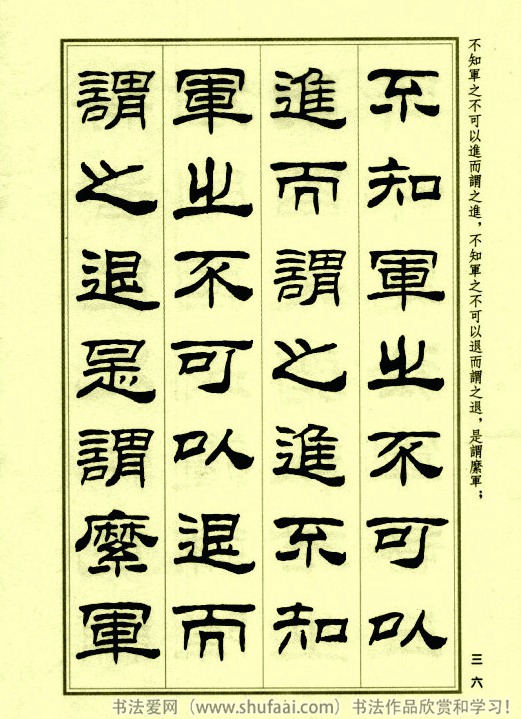 不知軍之不可以
進而謂之進不知
軍之不可以退而
謂之退是謂縻軍
不知軍之不可以進而謂之進，不知軍之不可以退而謂之退，是謂縻軍；
三六
书法爱网（www.shufaai.com）书法作品欣赏和学习！